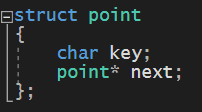 struct point
{
char key;
point* next;
};